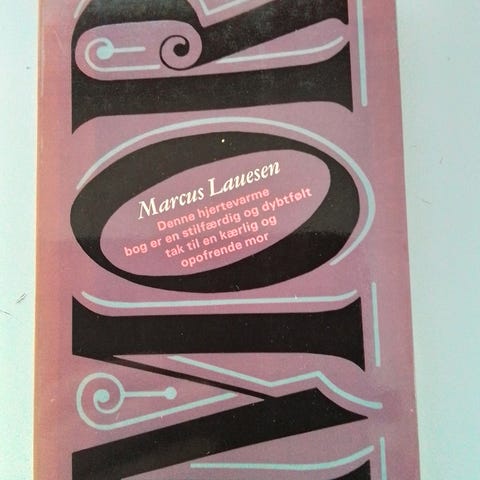 MOR
Marcus Lauesen
Denne hjertevarme
bog er en stilfærdig og dybtfølt
tak til en kærlig og
opofrende mor